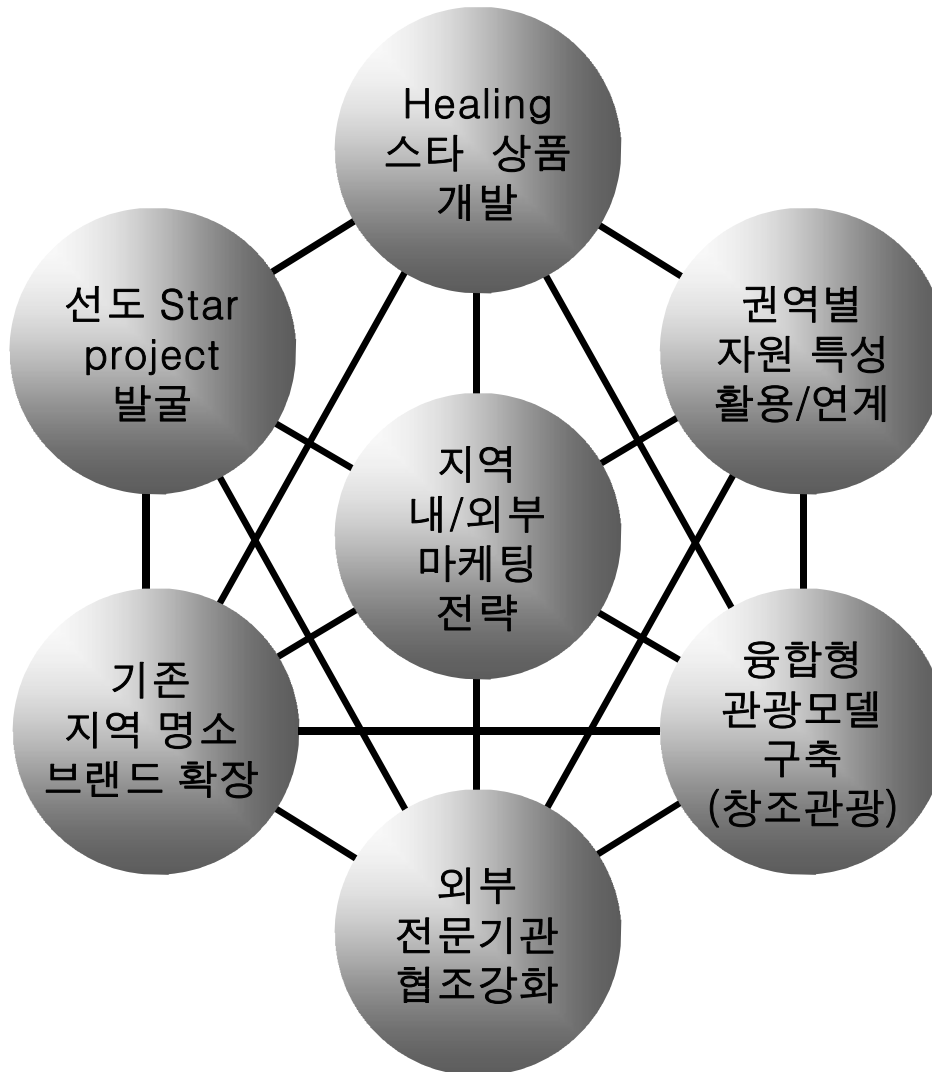 Healing
스타 상품
개발
선도 Star
project
발굴
권역별
자원 특성
활용/연계
지역
내/외부
마케팅
전략
기존
지역 명소
브랜드 확장
융합형
관광모델
구축
(창조관광)
외부
전문기관
협조강화